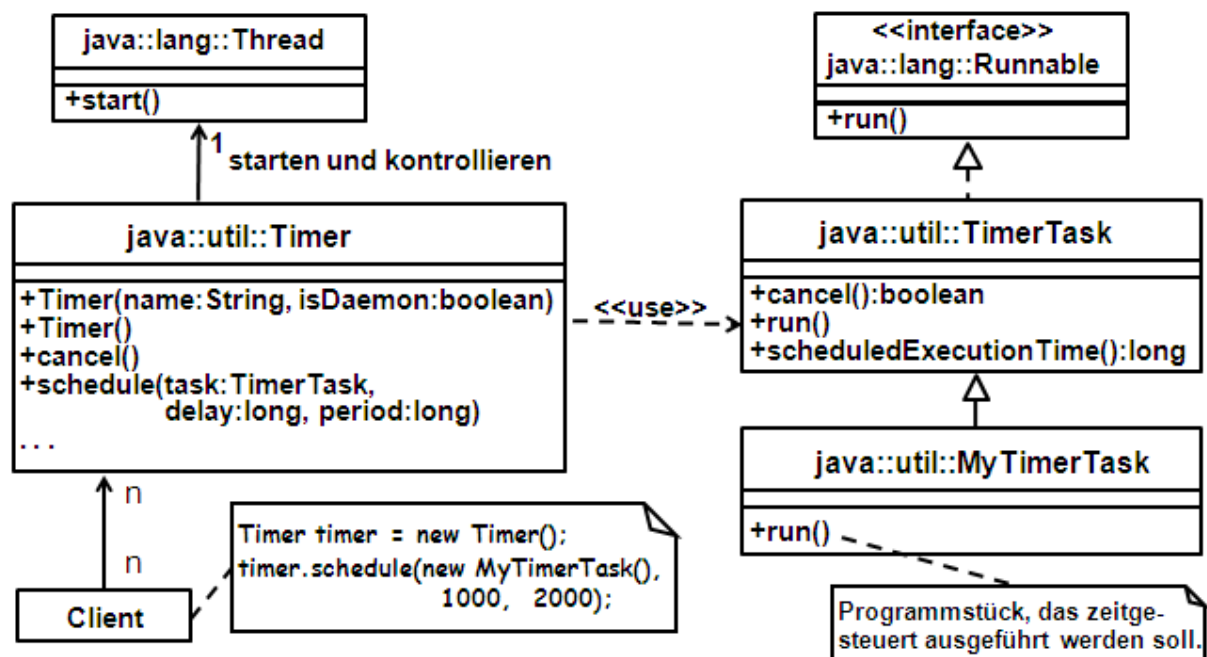 java::lang::Thread
+start()
1
starten und kontrollieren
java::util::Timer
+Timer(name:String, isDaemon:boolean)
+Timer()
+cancel()
+schedule(task:TimerTask,
delay:long, period:long)
...
<<use>>
<<interface>>
java::lang::Runnable
+run()
java::util::TimerTask
+cancel():boolean
+run()
+scheduledExecutionTime():long
java::util::MyTimerTask
+run()
n
n
Client
Timer timer = new Timer();
timer.schedule(new MyTimerTask(),
1000, 2000);
Programmstück, das zeitge-
steuert ausgeführt werden soll.